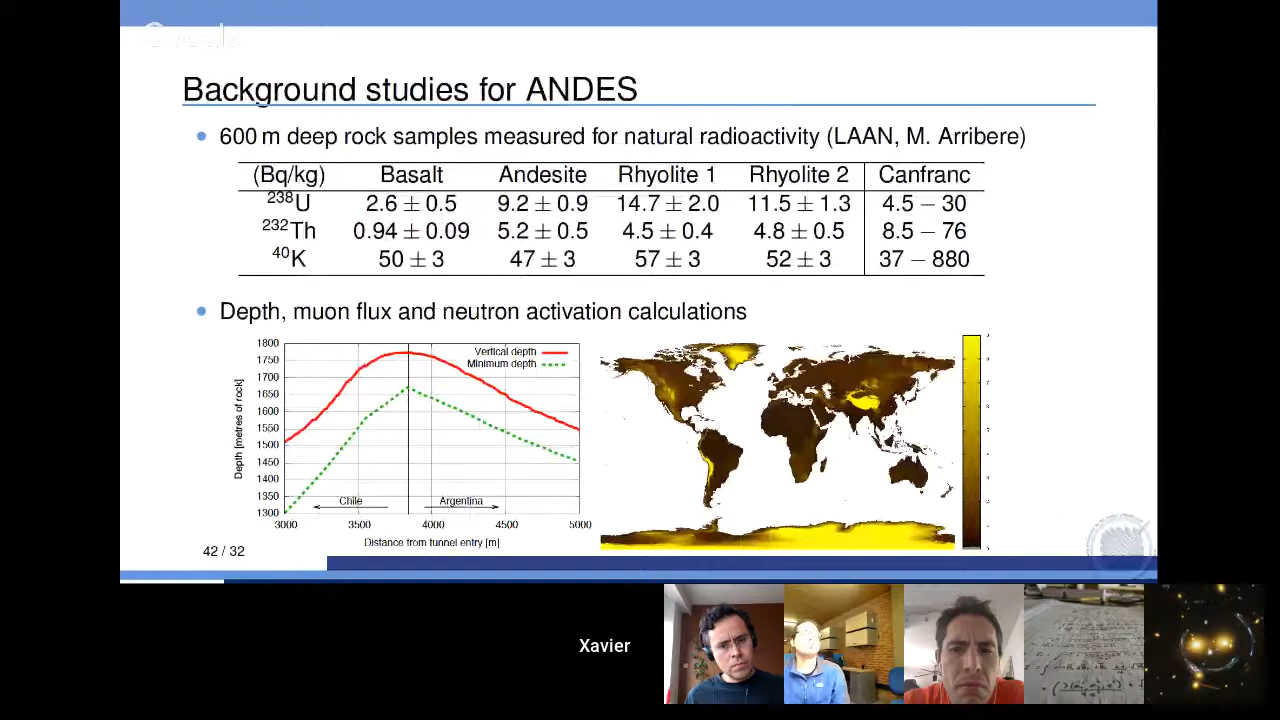 Background studies for ANDES
600 m deep rock samples measured for natural radioactivity (LAAN, M. Arribere)
(Bq/kg) Basalt Andesite Rhyolite 1 Rhyolite 2 Canfranc
238U 2.6 ± 0.5 9.2 ± 0.9 14.7 ± 2.0 11.5 ± 1.3 4.5 – 30
232Th 0.94 ± 0.09 5.2 ± 0.5 4.5 ± 0.4 4.8 ± 0.5 8.5 – 76
40K 50 ± 3 47 ± 3 57 ± 3 52 ± 3 37 – 880
Depth, muon flux and neutron activation calculations
Vertical depth
Minimum depth
1800
1750
1700
1650
1600
1550
1500
1450
1400
1350
1300
Depth [metres of rock]
Chile Argentina
3000 3500 4000 4500 5000
Distance from tunnel entry [m]
42 / 32
Xavier